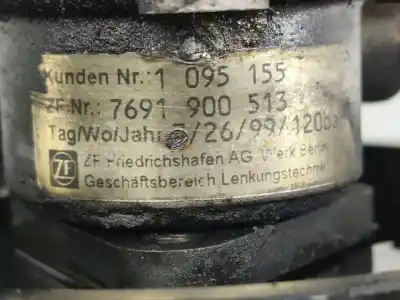 Kunden Nr.: 1 095 155
ZF Nr.: 7691 900 513
Tag/Wo/Jahr /26/99/120bar
ZF Friedrichshafen AG Werk Berlin
Geschäftsbereich Lenkungstechnik
ZF